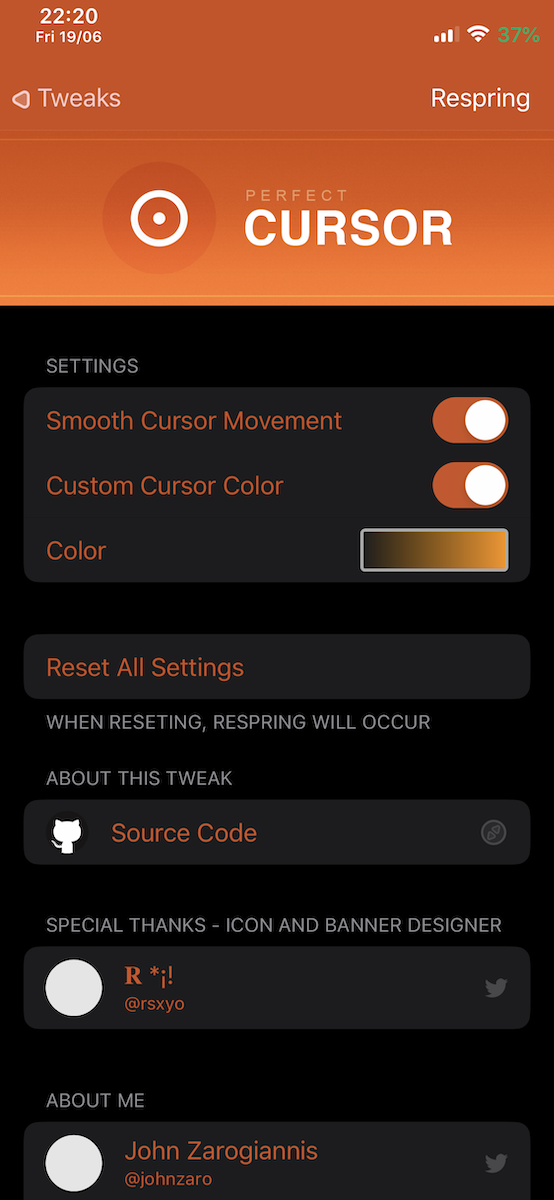 22:20
Fri 19/06
37%
Tweaks
Respring
PERFECT
CURSOR
SETTINGS
Smooth Cursor Movement
Custom Cursor Color
Color
Reset All Settings
WHEN RESETING, RESPRING WILL OCCUR
ABOUT THIS TWEAK
Source Code
SPECIAL THANKS - ICON AND BANNER DESIGNER
R *¡!
@rsxyo
ABOUT ME
John Zarogiannis
@johnzaro